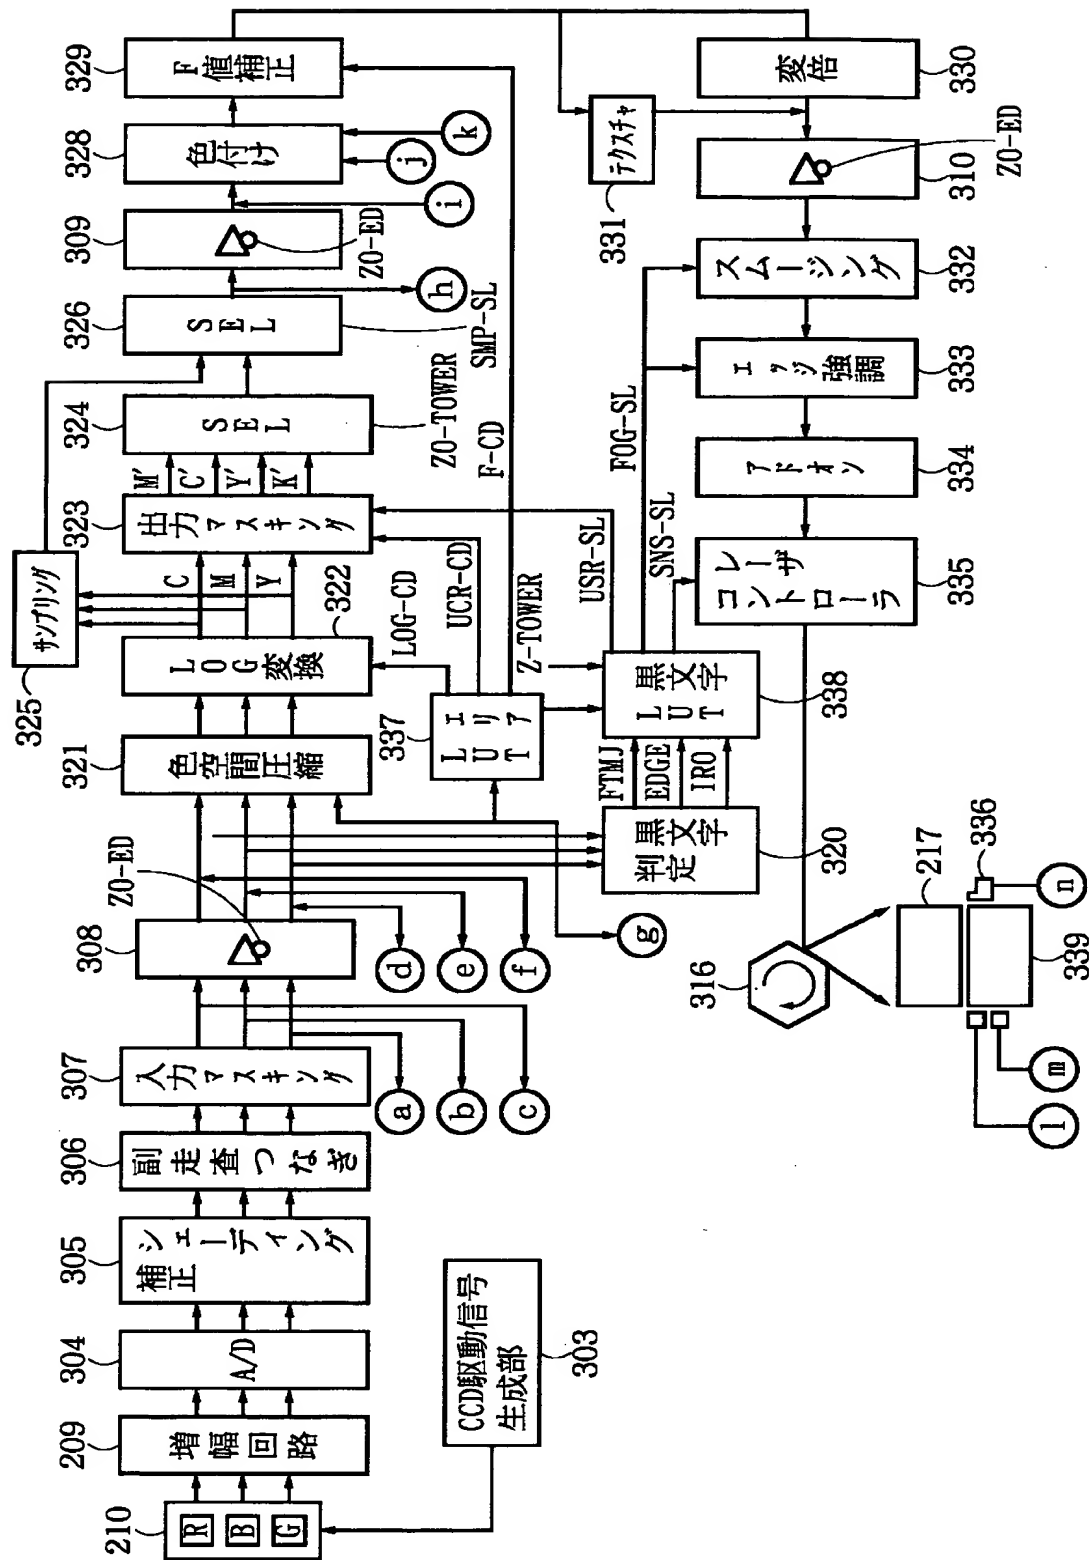 210
R
B
G
209
増幅回路
304
A/D
305
シェーディング
補正
306
副走査つなぎ
307
入力マスキング
a
b
c
308
ZO-ED
d
e
f
g
321
色空間圧縮
322
LOG変換
C
M
Y
325
サンプリング
323
出力マスキング
M'
C'
Y'
K'
324
SEL
ZO-TOWER
326
SEL
SMP-SL
h
309
ZO-ED
i
328
色付け
j
k
329
F値補正
303
CCD駆動信号
生成部
337
エリア
LUT
LOG-CD
UCR-CD
F-CD
320
黒文字
判定
FTMJ
EDGE
IRO
338
黒文字
LUT
Z-TOWER
USR-SL
FOG-SL
SNS-SL
331
テクスチャ
330
変倍
310
ZO-ED
332
スムージング
333
エッジ強調
334
アドオン
335
レーザ
コントローラ
316
217
336
339
l
m
n